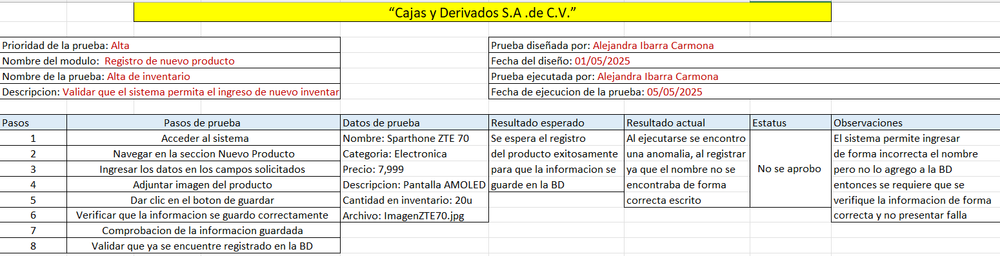 “Cajas y Derivados S.A .de C.V.”
Prioridad de la prueba: Alta
Nombre del modulo: Registro de nuevo producto
Nombre de la prueba: Alta de inventario
Descripcion: Validar que el sistema permita el ingreso de nuevo inventar
Prueba diseñada por: Alejandra Ibarra Carmona
Fecha del diseño: 01/05/2025
Prueba ejecutada por: Alejandra Ibarra Carmona
Fecha de ejecucion de la prueba: 05/05/2025
Pasos Pasos de prueba Datos de prueba Resultado esperado Resultado actual Estatus Observaciones
1 Acceder al sistema
2 Navegar en la seccion Nuevo Producto
3 Ingresar los datos en los campos solicitados
4 Adjuntar imagen del producto
5 Dar clic en el boton de guardar
6 Verificar que la informacion se guardo correctamente
7 Comprobacion de la informacion guardada
8 Validar que ya se encuentre registrado en la BD
Nombre: Sparthone ZTE 70
Categoria: Electronica
Precio: 7,999
Descripcion: Pantalla AMOLED
Cantidad en inventario: 20u
Archivo: ImagenZTE70.jpg
Se espera el registro
del producto exitosamente
para que la informacion se
guarde en la BD
Al ejecutarse se encontro
una anomalia, al registrar
ya que el nombre no se
encontraba de forma
correcta escrito
No se aprobo
El sistema permite ingresar
de forma incorrecta el nombre
pero no lo agrego a la BD
entonces se requiere que se
verifique la informacion de forma
correcta y no presentar falla